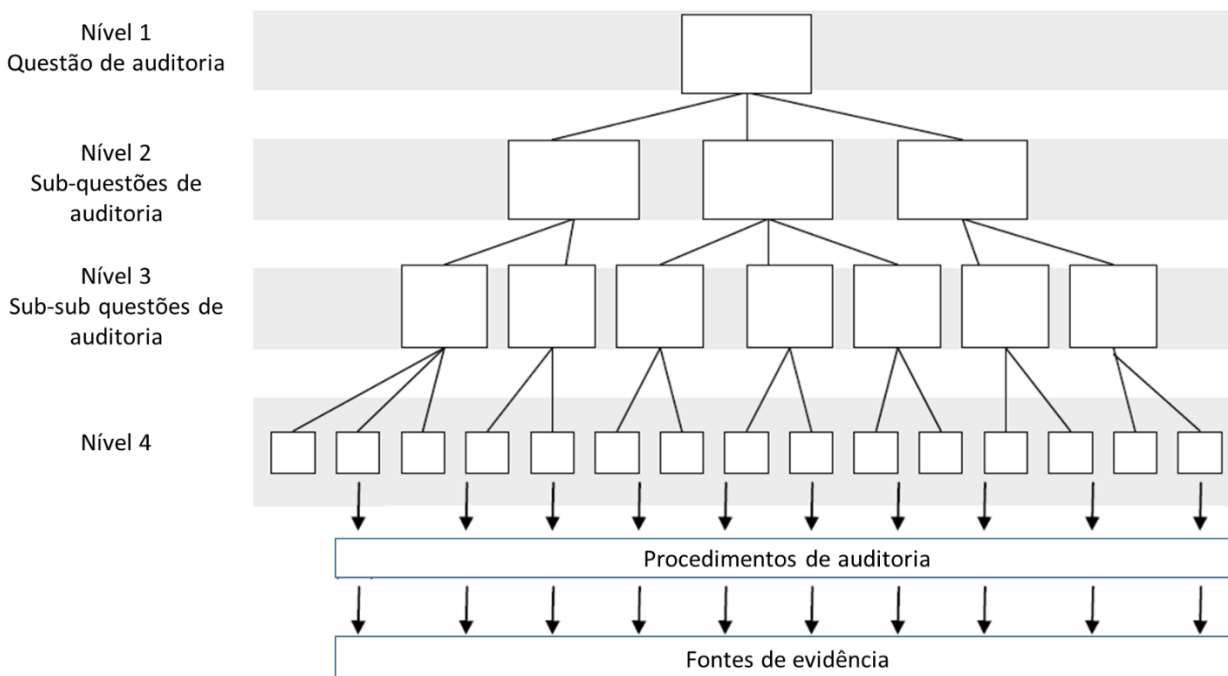 Nível 1
Questão de auditoria
Nível 2
Sub-questões de
auditoria
Nível 3
Sub-sub questões de
auditoria
Nível 4
Procedimentos de auditoria
Fontes de evidência